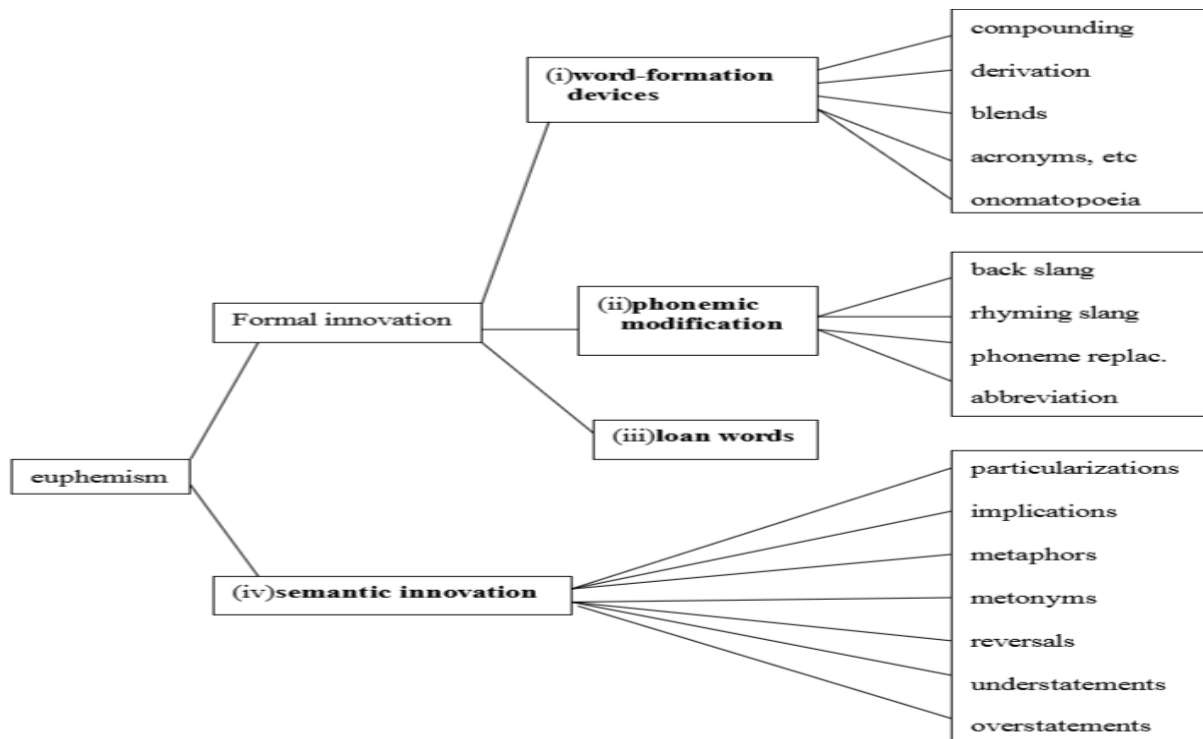 compounding
derivation
blends
acronyms, etc
onomatopoeia
(i)word-formation
devices
back slang
rhyming slang
phoneme replac.
abbreviation
(ii)phonemic
modification
Formal innovation
(iii)loan words
euphemism
particularizations
implications
metaphors
metonyms
reversals
understatements
overstatements
(iv)semantic innovation